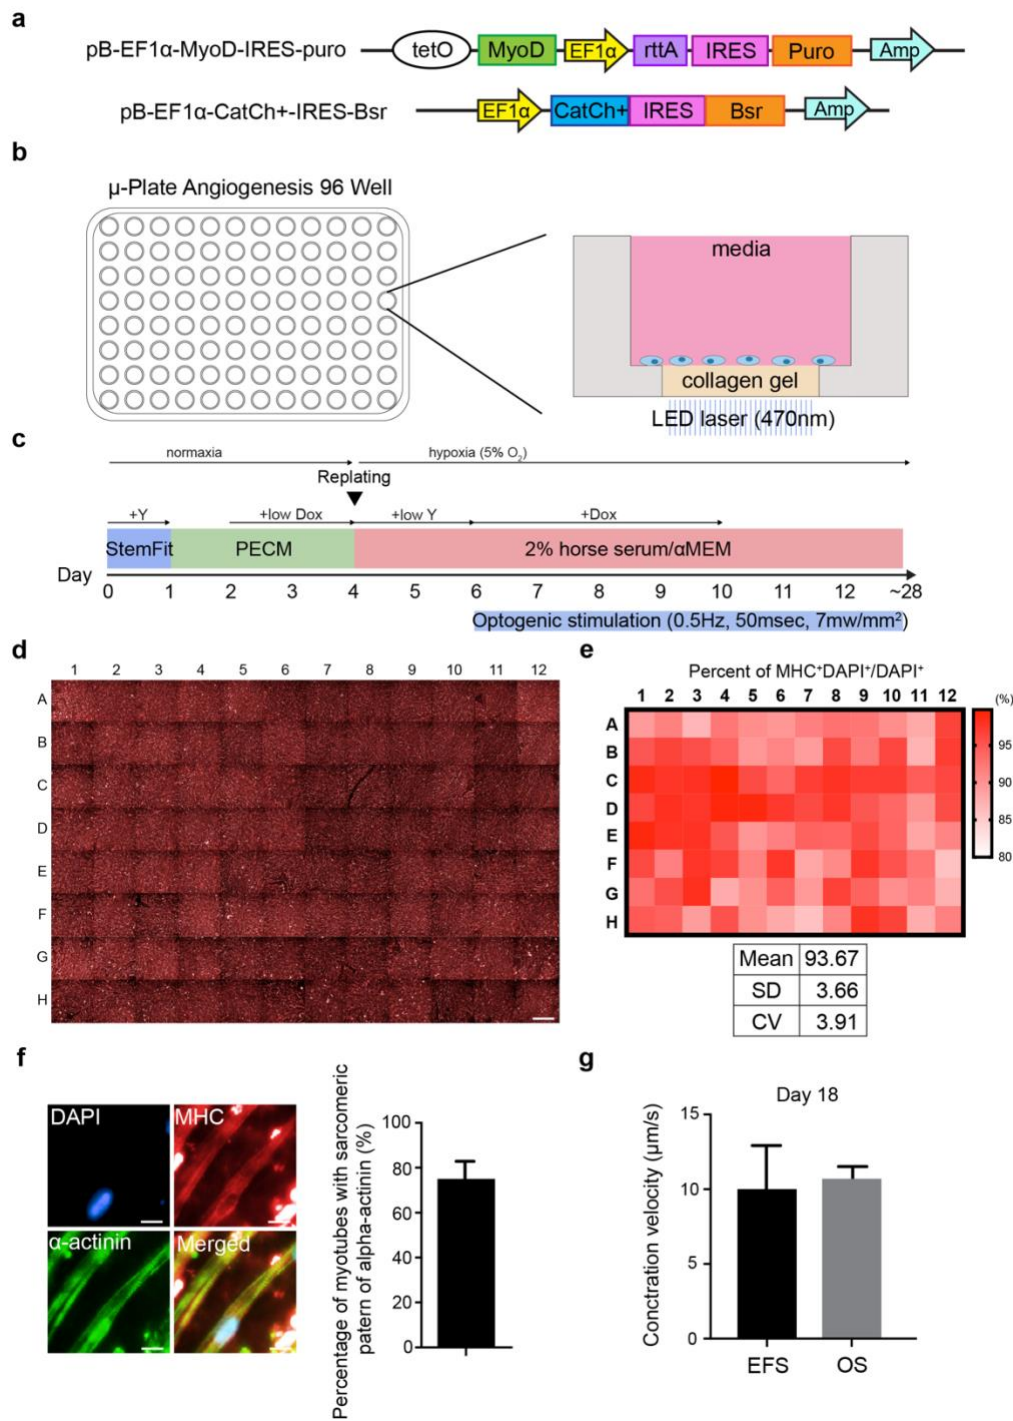 a
pB-EF1α-MyoD-IRES-puro
tetO MyoD EF1α rttA IRES Puro Amp
pB-EF1α-CatCh+-IRES-Bsr
EF1α CatCh+ IRES Bsr Amp
b
µ-Plate Angiogenesis 96 Well
media
collagen gel
LED laser (470nm)
c
normaxia
hypoxia (5% O₂)
Replating
+Y
+low Dox
+low Y
+Dox
StemFit PECM 2% horse serum/αMEM
Day
0 1 2 3 4 5 6 7 8 9 10 11 12 ~28
Optogenic stimulation (0.5Hz, 50msec, 7mw/mm²)
d
1 2 3 4 5 6 7 8 9 10 11 12
A
B
C
D
E
F
G
H
e
Percent of MHC⁺DAPI⁺/DAPI⁺
1 2 3 4 5 6 7 8 9 10 11 12
(%)
A
B
C
D
E
F
G
H
95
90
85
80
Mean 93.67
SD 3.66
CV 3.91
f
DAPI MHC
α-actinin Merged
Percentage of myotubes with sarcomeric
patern of alpha-actinin (%)
100
80
60
40
20
0
g
Day 18
Conctration velocity (µm/s)
15
10
5
0
EFS OS